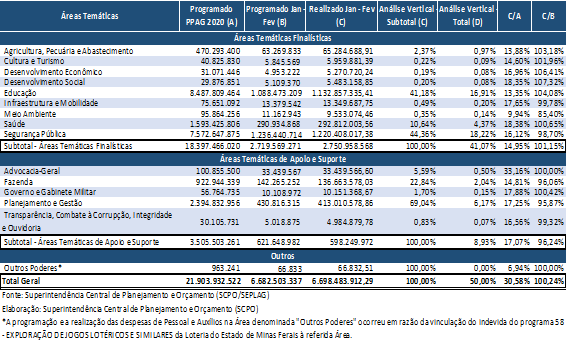 Áreas Temáticas Programado PPAG 2020 (A) Programado Jan - Fev (B) Realizado Jan - Fev (C) Análise Vertical - Subtotal (C) Análise Vertical - Total (D) C/A C/B
Áreas Temáticas Finalísticas
Agricultura, Pecuária e Abastecimento 470.293.400 63.269.833 65.284.688,91 2,37% 0,97% 13,88% 103,18%
Cultura e Turismo 40.825.830 5.845.569 5.959.881,39 0,22% 0,09% 14,60% 101,96%
Desenvolvimento Econômico 31.071.446 4.953.222 5.270.720,24 0,19% 0,08% 16,96% 106,41%
Desenvolvimento Social 29.876.851 5.109.370 5.483.158,85 0,20% 0,08% 18,35% 107,32%
Educação 8.487.809.464 1.088.473.209 1.132.857.335,41 41,18% 16,91% 13,35% 104,08%
Infraestrutura e Mobilidade 75.651.092 13.379.542 13.349.687,75 0,49% 0,20% 17,65% 99,78%
Meio Ambiente 95.864.256 11.162.943 9.533.074,46 0,35% 0,14% 9,94% 85,40%
Saúde 1.593.425.806 290.934.868 292.812.003,56 10,64% 4,37% 18,38% 100,65%
Segurança Pública 7.572.647.875 1.236.440.714 1.220.408.017,38 44,36% 18,22% 16,12% 98,70%
Subtotal - Áreas Temáticas Finalísticas 18.397.466.020 2.719.569.271 2.750.958.568 100,00% 41,07% 14,95% 101,15%
Áreas Temáticas de Apoio e Suporte
Advocacia-Geral 100.855.500 33.439.567 33.439.566,60 5,59% 0,50% 33,16% 100,00%
Fazenda 922.944.339 142.265.252 136.663.578,03 22,84% 2,04% 14,81% 96,06%
Governo e Gabinete Militar 56.764.733 10.108.972 10.151.368,67 1,70% 0,15% 17,88% 100,42%
Planejamento e Gestão 2.394.832.956 430.816.315 413.010.578,86 69,04% 6,17% 17,25% 95,87%
Transparência, Combate à Corrupção, Integridade e Ouvidoria 30.105.731 5.018.875 4.984.879,78 0,83% 0,07% 16,56% 99,32%
Subtotal - Áreas Temáticas de Apoio e Suporte 3.505.503.261 621.648.982 598.249.972 100,00% 8,93% 17,07% 96,24%
Outros
Outros Poderes* 963.241 66.833 66.832,51 100,00% 0,00% 6,94% 100,00%
Total Geral 21.903.932.522 6.682.503.337 6.698.483.912,29 100,00% 50,00% 30,58% 100,24%
Fonte: Superintendência Central de Planejamento e Orçamento (SCPO/SEPLAG)
Elaboração: Superintendência Central de Planejamento e Orçamento (SCPO)
*A programação e a realização das despesas de Pessoal e Auxílios na Área denominada "Outros Poderes" ocorreu em razão da vinculação do indevida do programa 58
- EXPLORAÇÃO DE JOGOS LOTÉRICOS E SIMILARES da Loteria do Estado de Minas Gerais à referida Área.